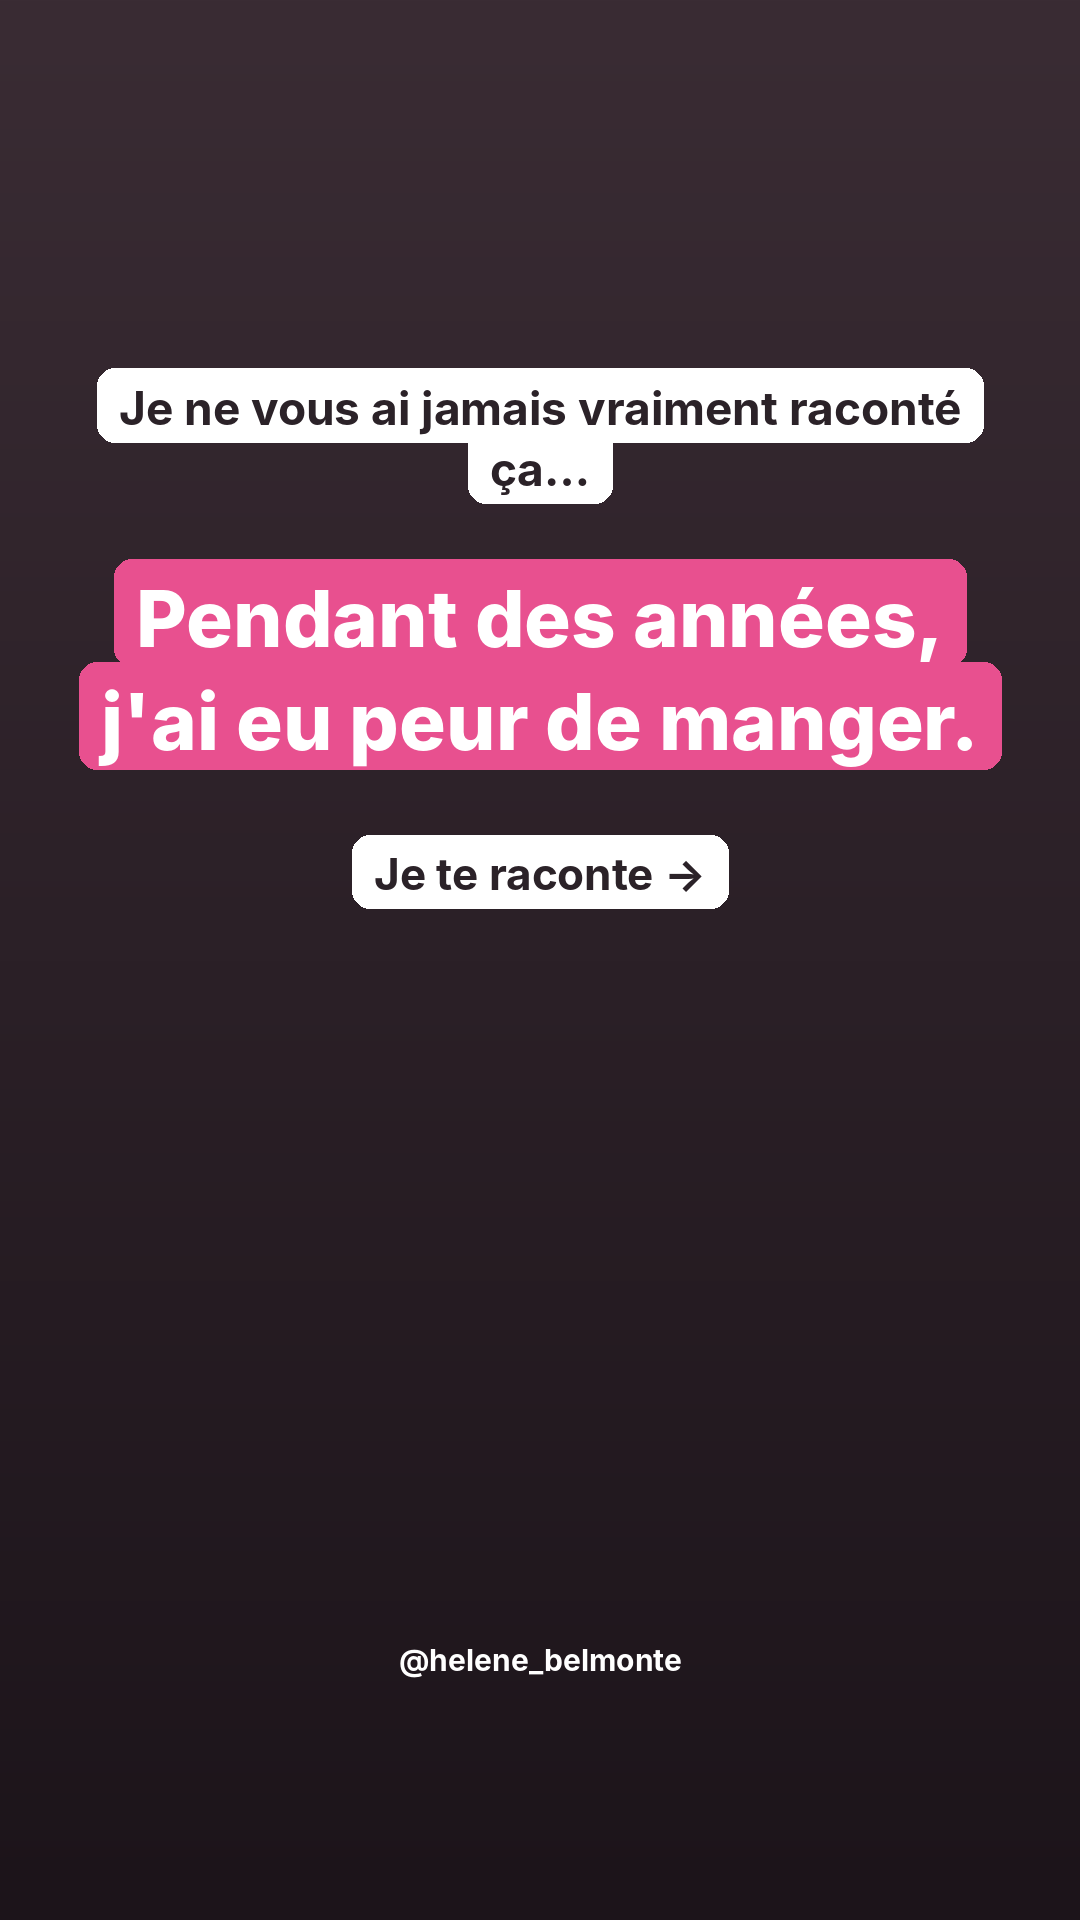 Je ne vous ai jamais vraiment raconté
ça...
Pendant des années,
j'ai eu peur de manger.
Je te raconte →
@helene_belmonte